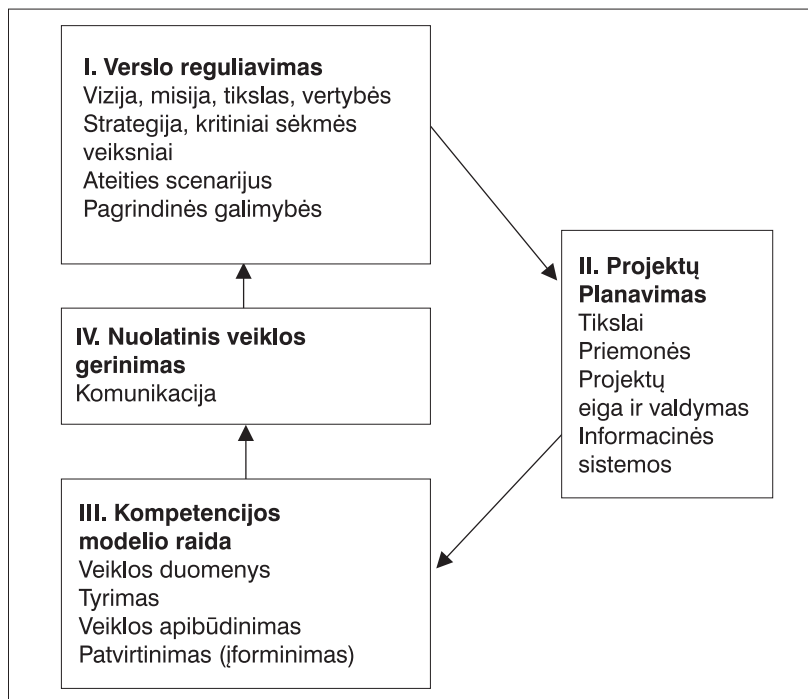 I. Verslo reguliavimas
Vizija, misija, tikslas, vertybės
Strategija, kritiniai sėkmės
veiksniai
Ateities scenarijus
Pagrindinės galimybės
II. Projektų
Planavimas
Tikslai
Priemonės
Projektų
eiga ir valdymas
Informacinės
sistemos
III. Kompetencijos
modelio raida
Veiklos duomenys
Tyrimas
Veiklos apibūdinimas
Patvirtinimas (įforminimas)
IV. Nuolatinis veiklos
gerinimas
Komunikacija